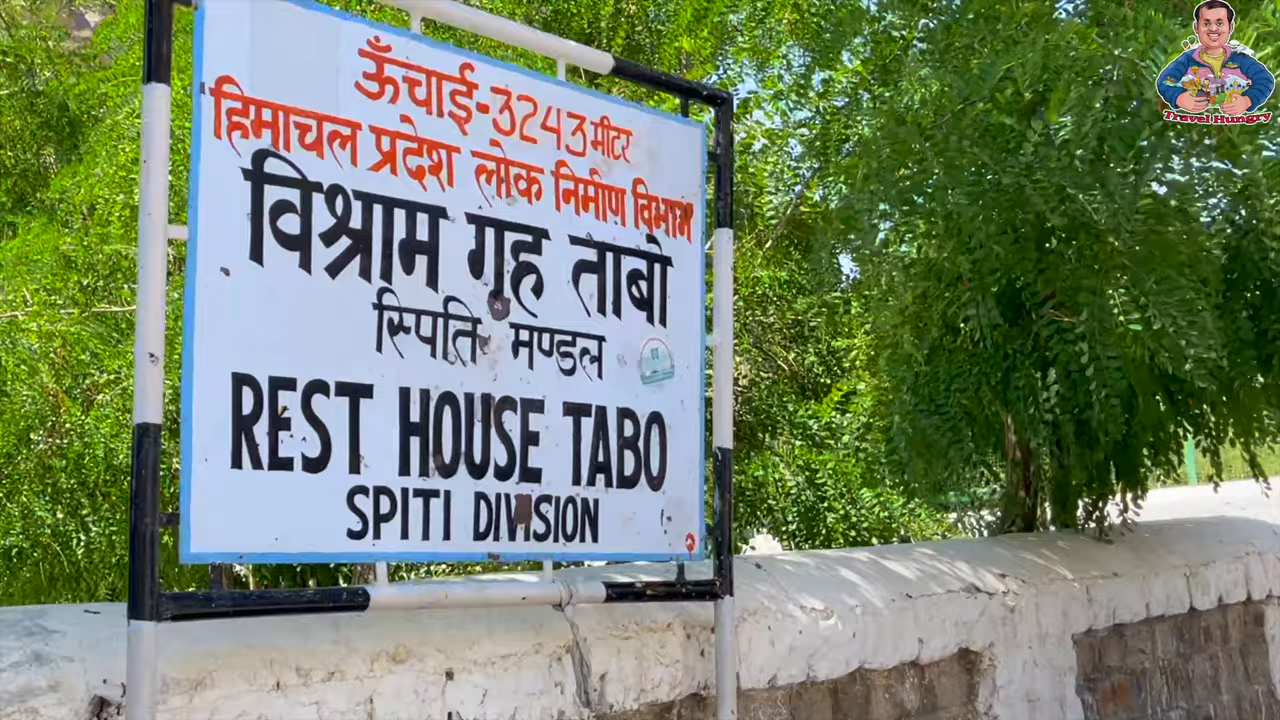 ऊँचाई-3243 मीटर
हिमाचल प्रदेश लोक निर्माण विभाग
विश्राम गृह ताबो
स्पिति मण्डल
REST HOUSE TABO
SPITI DIVISION
Travel Hungry